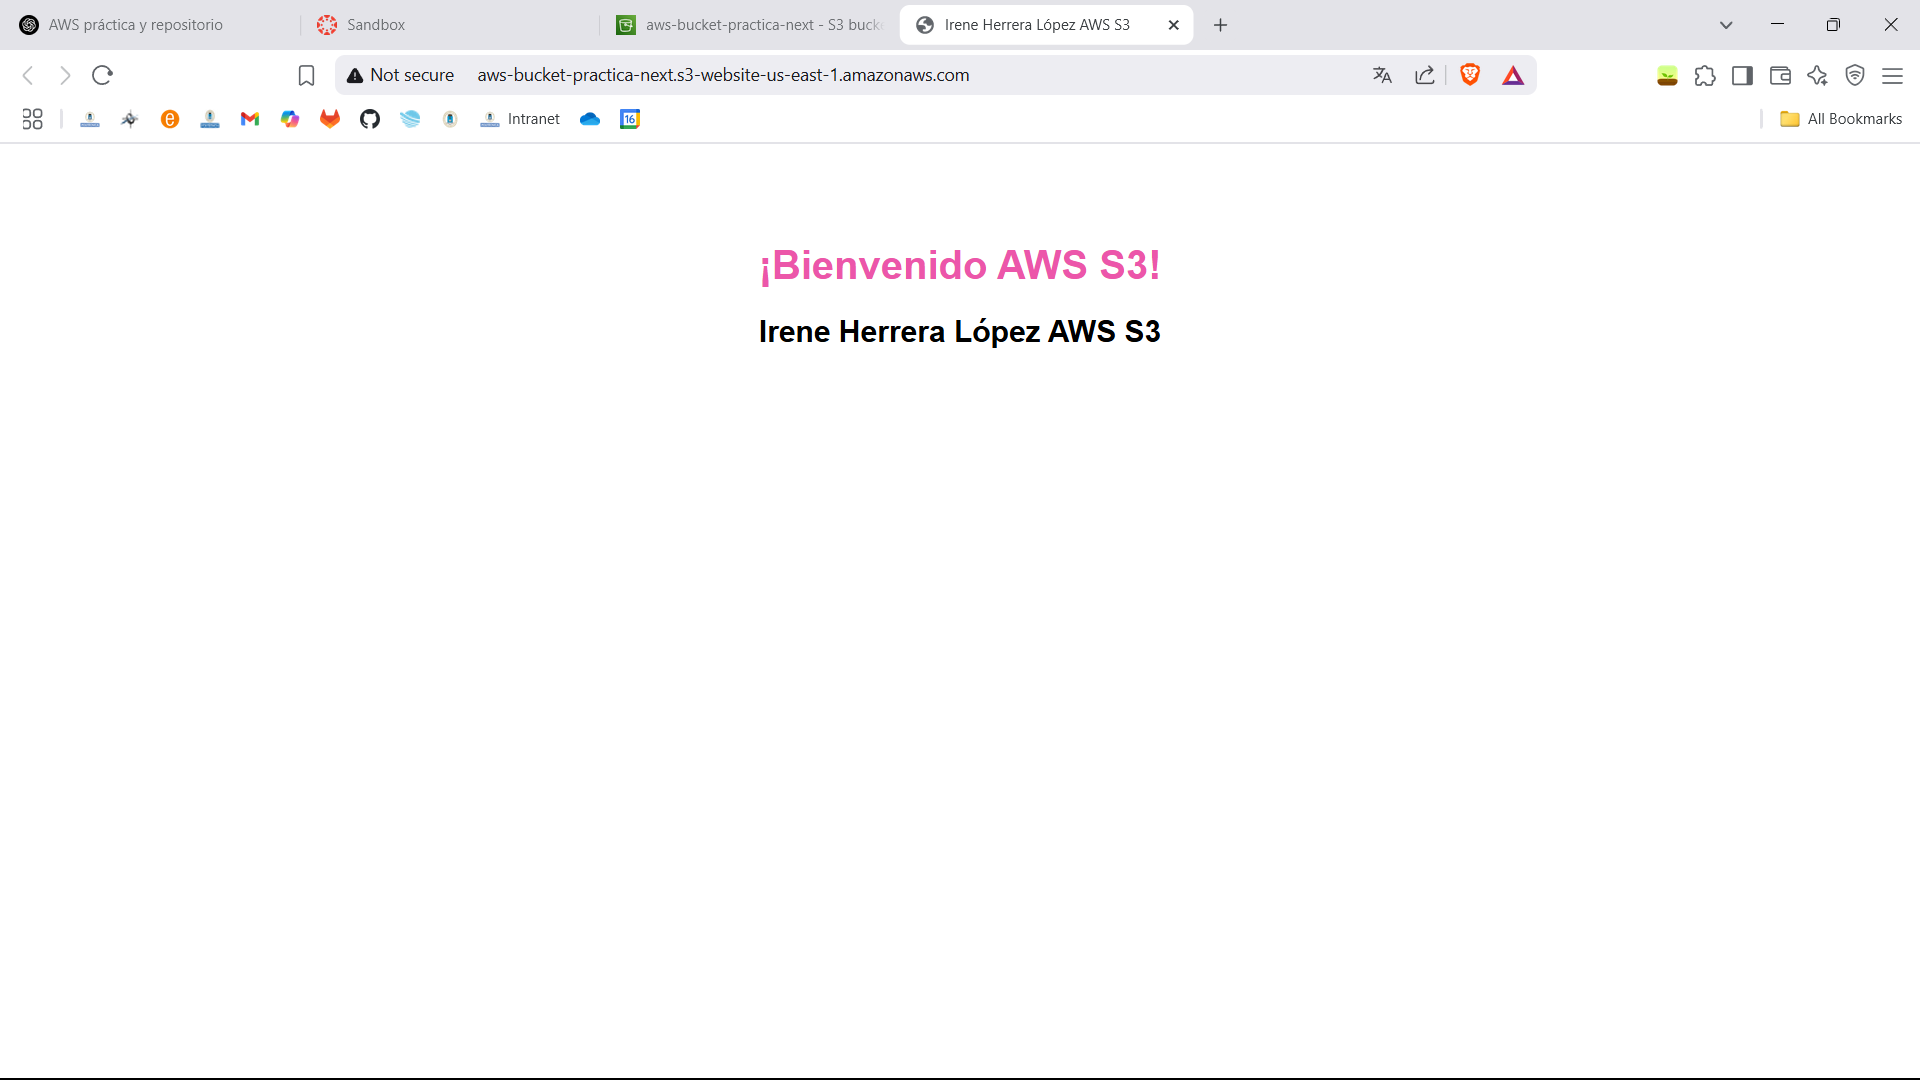 AWS práctica y repositorio
Sandbox
aws-bucket-practica-next - S3 buck
Irene Herrera López AWS S3
Not secure
aws-bucket-practica-next.s3-website-us-east-1.amazonaws.com
e
Intranet
16
All Bookmarks
¡Bienvenido AWS S3!
Irene Herrera López AWS S3